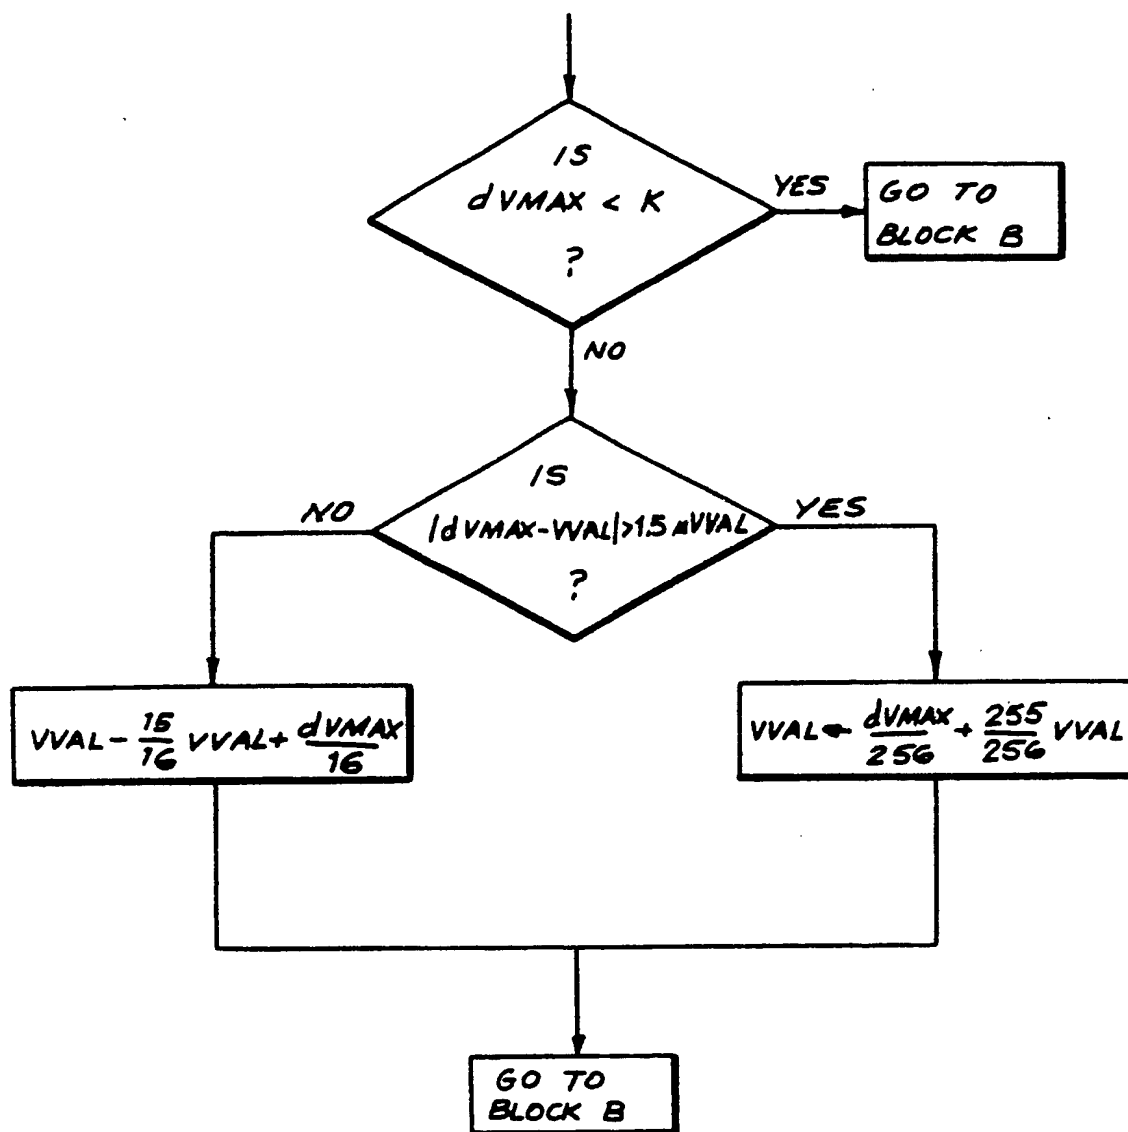 IS
dVMAX < K
?
YES
GO TO
BLOCK B
NO
IS
|dVMAX-VVAL|>1.5 MVVAL
?
NO
YES
VVAL - 15/16 VVAL + dVMAX/16
VVAL ← dVMAX/256 + 255/256 VVAL
GO TO
BLOCK B